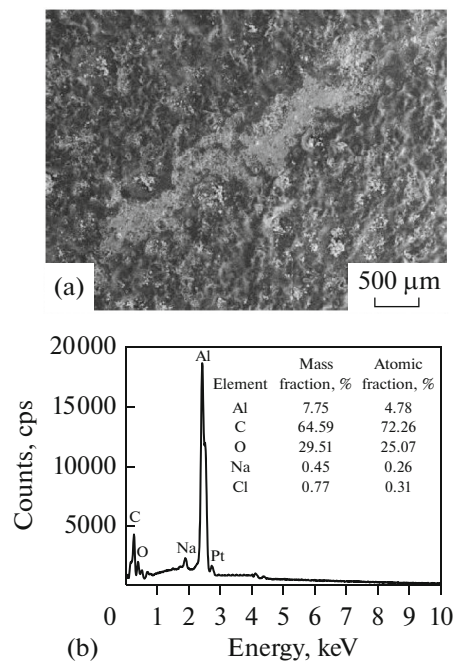 (a)
500 μm
20000
15000
10000
5000
Counts, cps
Al
C
O
Na
Pt
Element Mass fraction, % Atomic fraction, %
Al 7.75 4.78
C 64.59 72.26
O 29.51 25.07
Na 0.45 0.26
Cl 0.77 0.31
0 1 2 3 4 5 6 7 8 9 10
(b)
Energy, keV